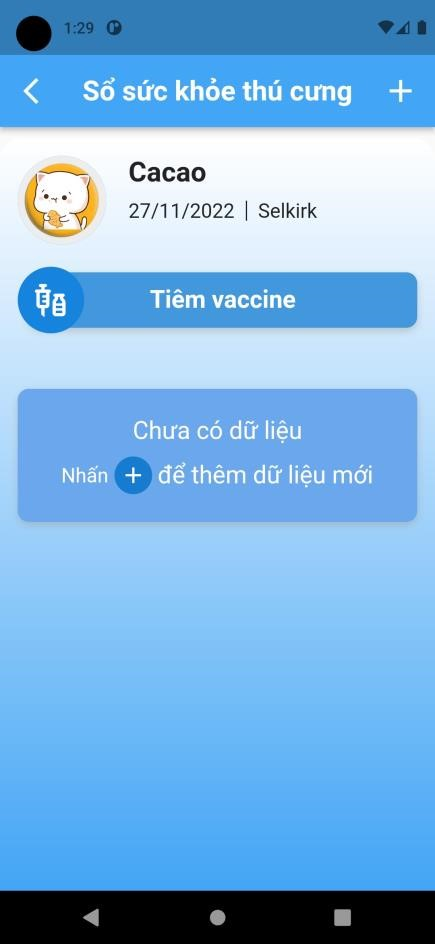 1:29
Sổ sức khỏe thú cưng
Cacao
27/11/2022 | Selkirk
Tiêm vaccine
Chưa có dữ liệu
Nhấn + để thêm dữ liệu mới